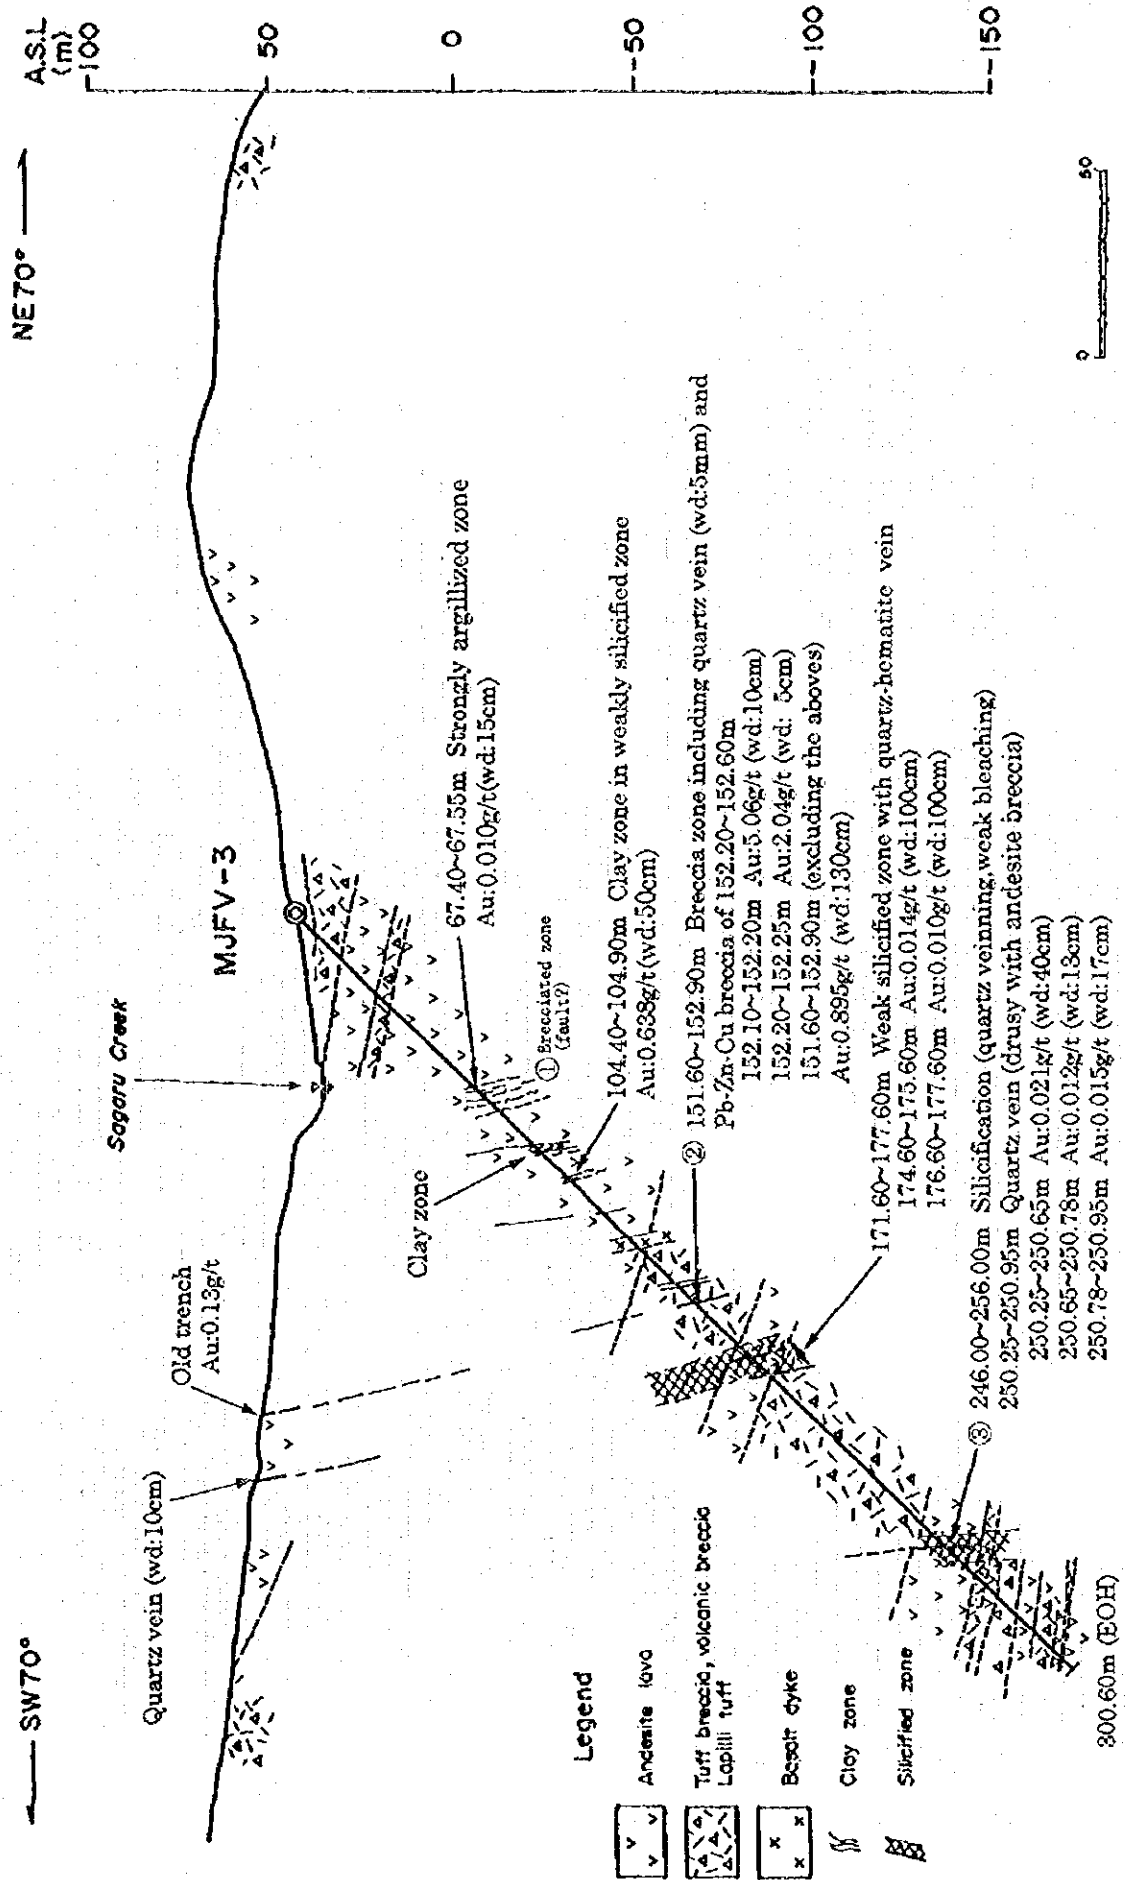 ← SW70°
NE70° →
A.S.L
(m)
100
50
0
-50
-100
-150
Quartz vein (wd:10cm)
Old trench
Au:0.13g/t
Sagaru Creek
MJFV-3
Clay zone
67.40~67.55m Strongly argillized zone
Au:0.010g/t(wd:15cm)
① Brecciated zone
(fault?)
104.40~104.90m Clay zone in weakly silicified zone
Au:0.638g/t(wd:50cm)
② 151.60~152.90m Breccia zone including quartz vein (wd:5mm) and
Pb-Zn-Cu breccia of 152.20~152.60m
152.10~152.20m Au:5.06g/t (wd:10cm)
152.20~152.25m Au:2.04g/t (wd: 5cm)
151.60~152.90m (excluding the aboves)
Au:0.895g/t (wd:130cm)
171.60~177.60m Weak silicified zone with quartz-hematite vein
174.60~175.60m Au:0.014g/t (wd:100cm)
176.60~177.60m Au:0.010g/t (wd:100cm)
③ 246.00~256.00m Silicification (quartz veinning,weak bleaching)
250.25~250.95m Quartz vein (drusy with andesite breccia)
250.25~250.65m Au:0.021g/t (wd:40cm)
250.65~250.78m Au:0.012g/t (wd:13cm)
250.78~250.95m Au:0.015g/t (wd:17cm)
300.60m (EOH)
Legend
Andesite lava
Tuff breccia, volcanic breccia
Lapilli tuff
Basalt dyke
Clay zone
Silicified zone
0 50